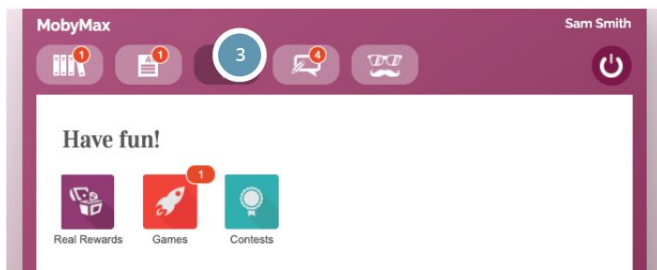 MobyMax
Sam Smith
1
1
3
4
Have fun!
1
Real Rewards
Games
Contests